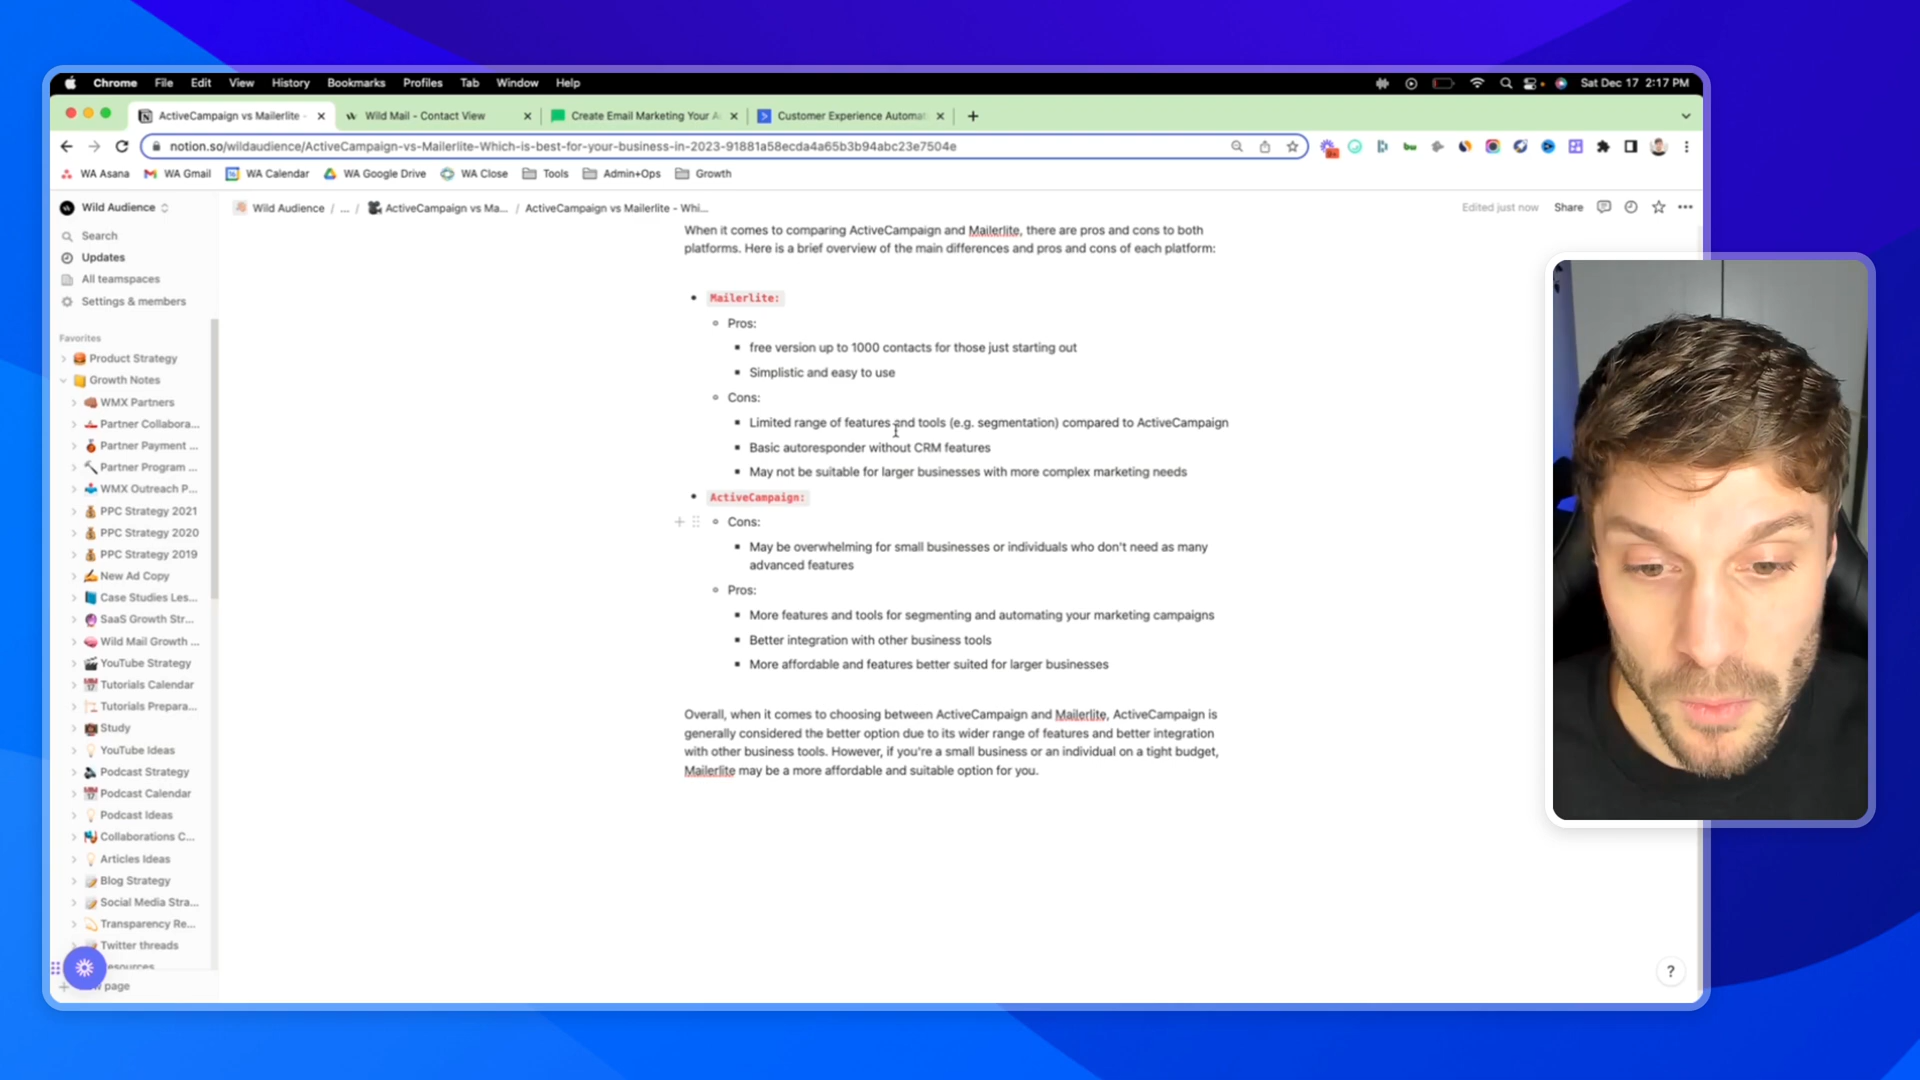 Chrome File Edit View History Bookmarks Profiles Tab Window Help Sat Dec 17 2:17 PM
ActiveCampaign vs Mailerlite - Wild Mail - Contact View Create Email Marketing Your A Customer Experience Automat
notion.so/wildaudience/ActiveCampaign-vs-Mailerlite-Which-is-best-for-your-business-in-2023-91881a58ecda4a65b3b94abc23e7504e
WA Asana WA Gmail WA Calendar WA Google Drive WA Close Tools Admin+Ops Growth
Wild Audience
Wild Audience / ... / ActiveCampaign vs Ma... / ActiveCampaign vs Mailerlite - Whi...
Edited just now Share
Search
Updates
All teamspaces
Settings & members
Favorites
Product Strategy
Growth Notes
WMX Partners
Partner Collabora...
Partner Payment ...
Partner Program ...
WMX Outreach P...
PPC Strategy 2021
PPC Strategy 2020
PPC Strategy 2019
New Ad Copy
Case Studies Les...
SaaS Growth Str...
Wild Mail Growth ...
YouTube Strategy
Tutorials Calendar
Tutorials Prepara...
Study
YouTube Ideas
Podcast Strategy
Podcast Calendar
Podcast Ideas
Collaborations C...
Articles Ideas
Blog Strategy
Social Media Stra...
Transparency Re...
Twitter threads
page
When it comes to comparing ActiveCampaign and Mailerlite, there are pros and cons to both
platforms. Here is a brief overview of the main differences and pros and cons of each platform:
Mailerlite:
Pros:
free version up to 1000 contacts for those just starting out
Simplistic and easy to use
Cons:
Limited range of features and tools (e.g. segmentation) compared to ActiveCampaign
Basic autoresponder without CRM features
May not be suitable for larger businesses with more complex marketing needs
ActiveCampaign:
Cons:
May be overwhelming for small businesses or individuals who don't need as many
advanced features
Pros:
More features and tools for segmenting and automating your marketing campaigns
Better integration with other business tools
More affordable and features better suited for larger businesses
Overall, when it comes to choosing between ActiveCampaign and Mailerlite, ActiveCampaign is
generally considered the better option due to its wider range of features and better integration
with other business tools. However, if you're a small business or an individual on a tight budget,
Mailerlite may be a more affordable and suitable option for you.
?